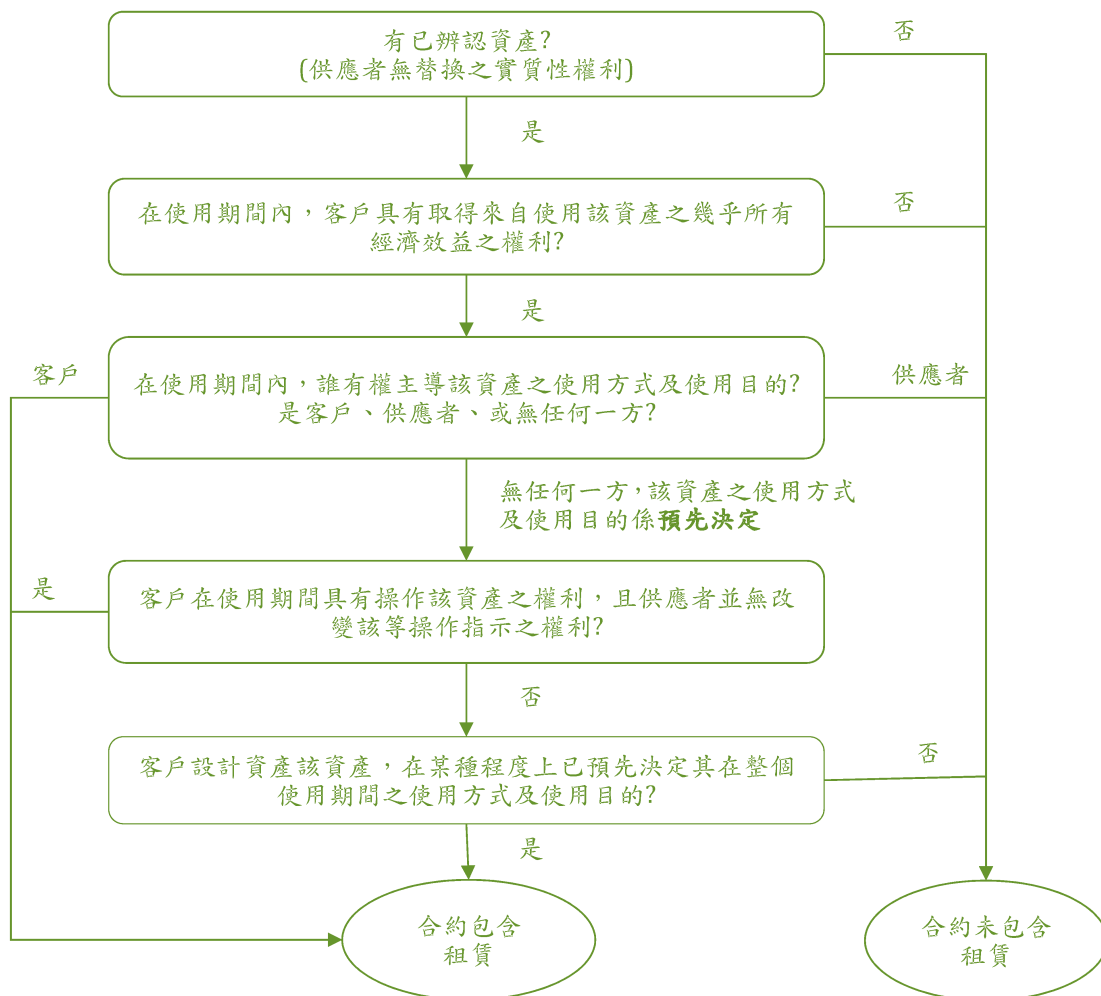 有已辨認資產?
(供應者無替換之實質性權利)
否
是
在使用期間內，客戶具有取得來自使用該資產之幾乎所有
經濟效益之權利?
否
是
客戶
在使用期間內，誰有權主導該資產之使用方式及使用目的?
是客戶、供應者、或無任何一方?
供應者
無任何一方，該資產之使用方式
及使用目的係預先決定
是
客戶在使用期間具有操作該資產之權利，且供應者並無改
變該等操作指示之權利?
否
客戶設計資產該資產，在某種程度上已預先決定其在整個
使用期間之使用方式及使用目的?
否
是
合約包含
租賃
合約未包含
租賃